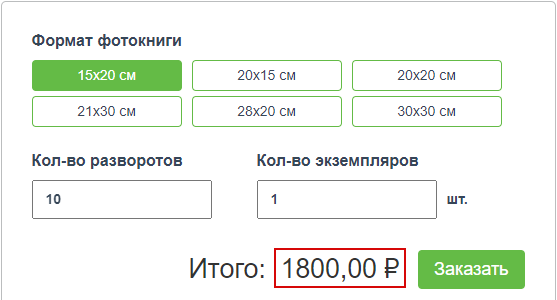 Формат фотокниги
15x20 см 20x15 см 20x20 см
21x30 см 28x20 см 30x30 см
Кол-во разворотов Кол-во экземпляров
10 1 шт.
Итого: 1800,00 ₽ Заказать